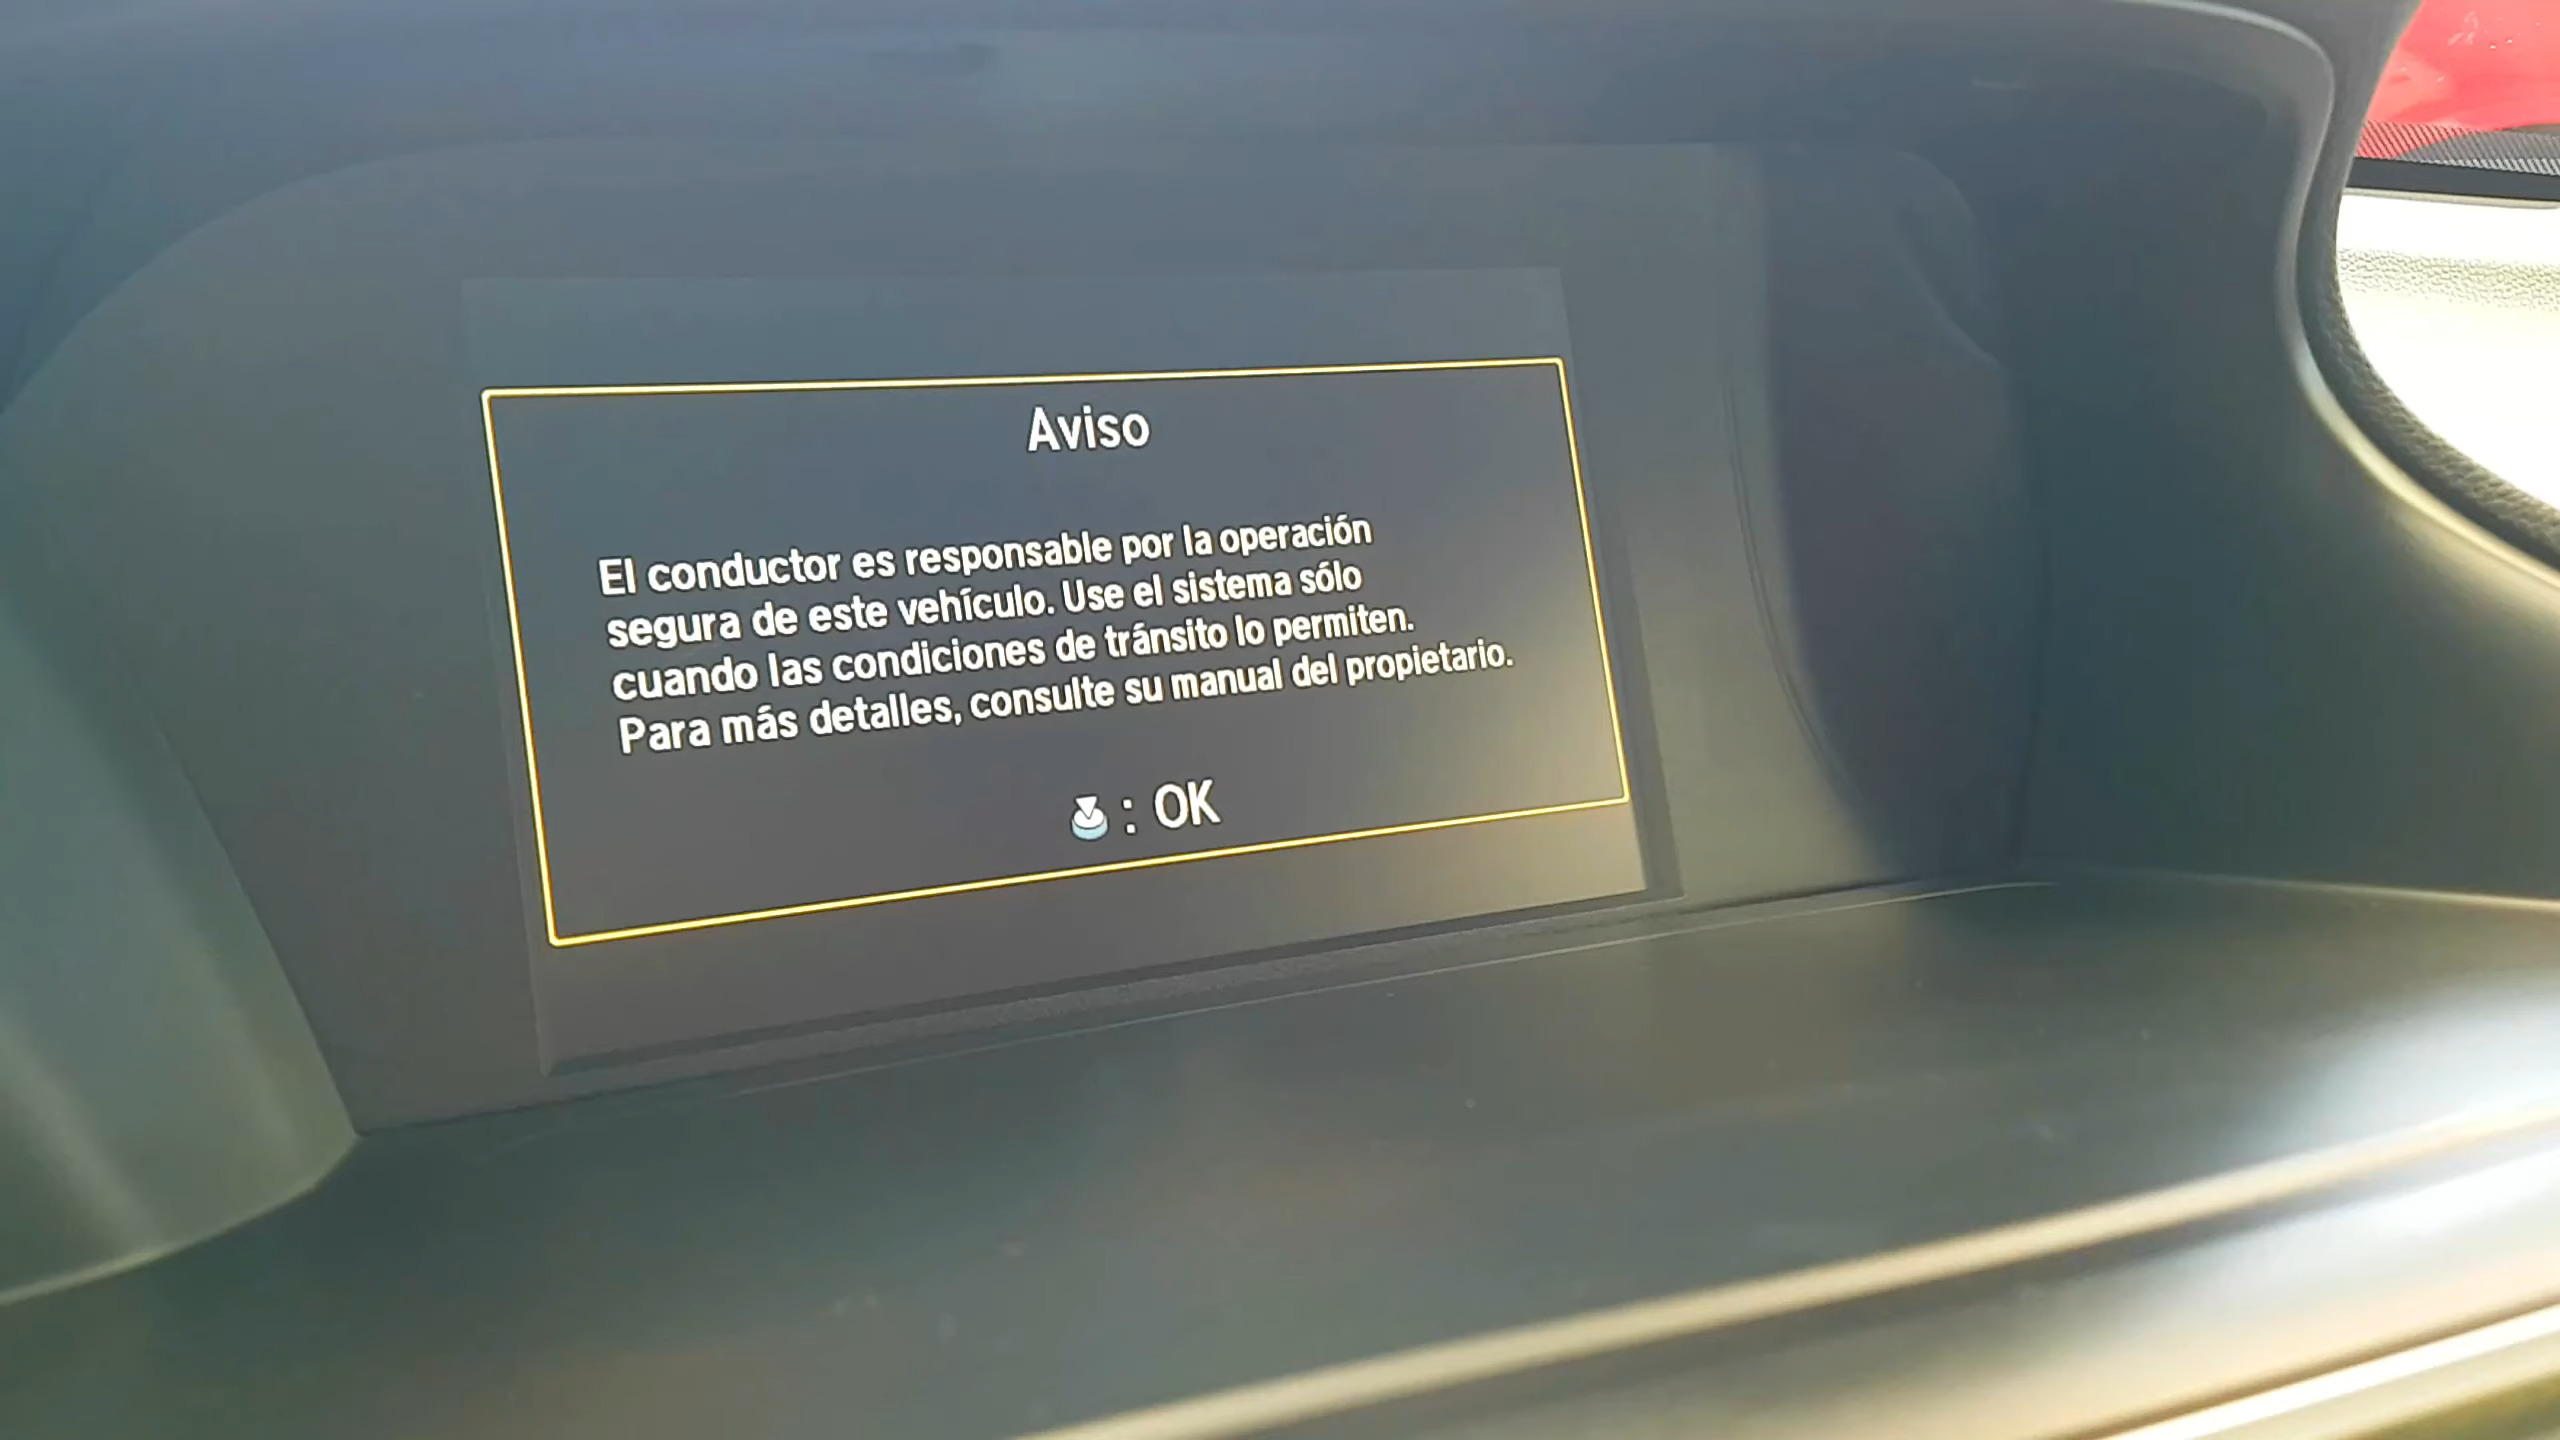 Aviso
El conductor es responsable por la operación
segura de este vehículo. Use el sistema sólo
cuando las condiciones de tránsito lo permiten.
Para más detalles, consulte su manual del propietario.
: OK